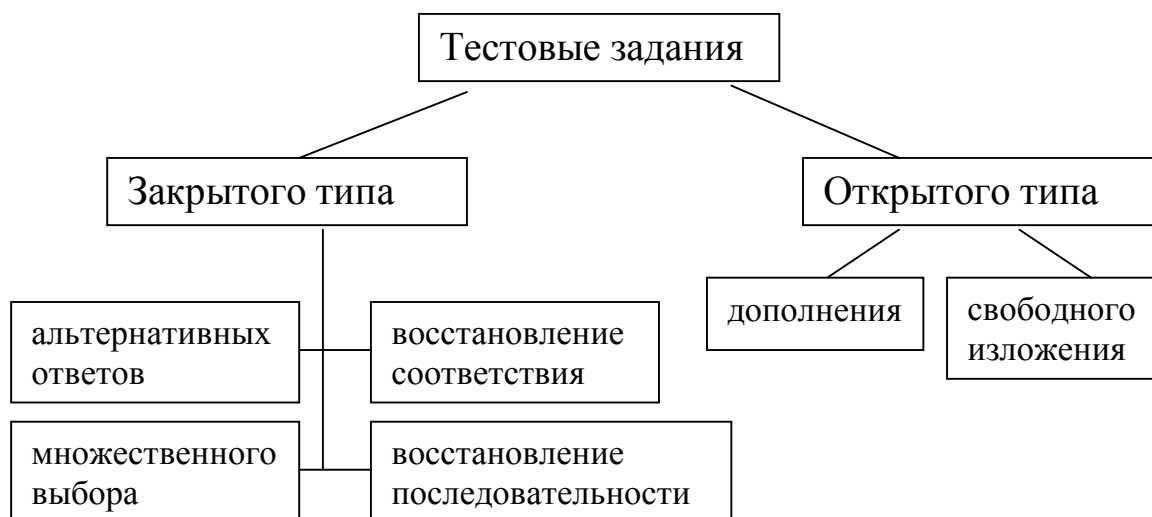 Тестовые задания
Закрытого типа
Открытого типа
дополнения
свободного
изложения
альтернативных
ответов
восстановление
соответствия
множественного
выбора
восстановление
последовательности